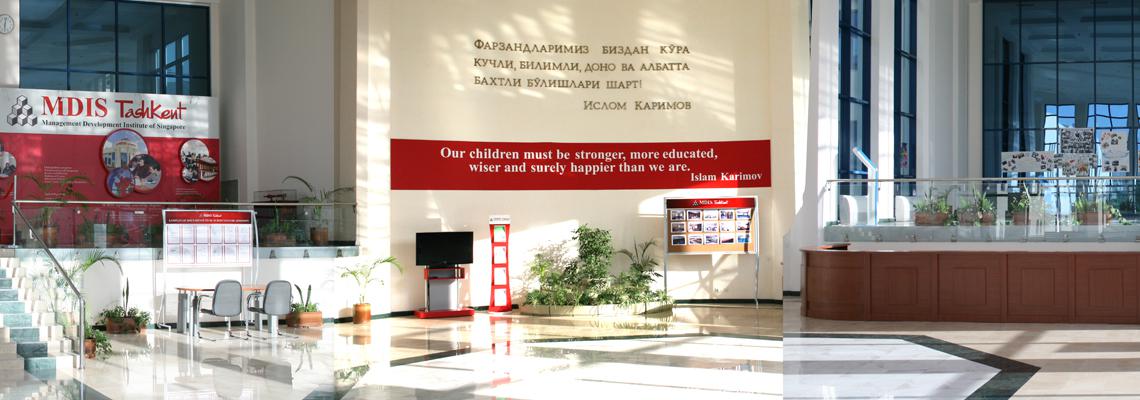 MDIS Tashkent
Management Development Institute of Singapore
MDIS Tashkent
ФАРЗАНДЛАРИМИЗ БИЗДАН КЎРА
КУЧЛИ, БИЛИМЛИ, ДОНО ВА АЛБАТТА
БАХТЛИ БЎЛИШЛАРИ ШАРТ!
ИСЛОМ КАРИМОВ
Our children must be stronger, more educated,
wiser and surely happier than we are.
Islam Karimov
MDIS Tashkent